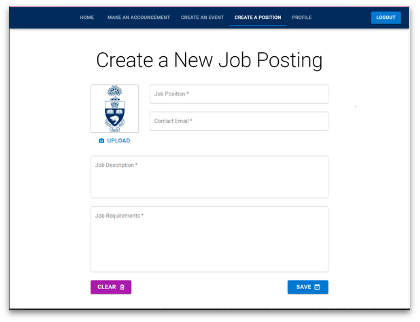 HOME MAKE AN ACCOUNCEMENT CREATE AN EVENT CREATE A POSITION PROFILE LOGOUT
Create a New Job Posting
Job Position *
Contact Email *
UPLOAD
Job Description *
Job Requirements *
CLEAR SAVE